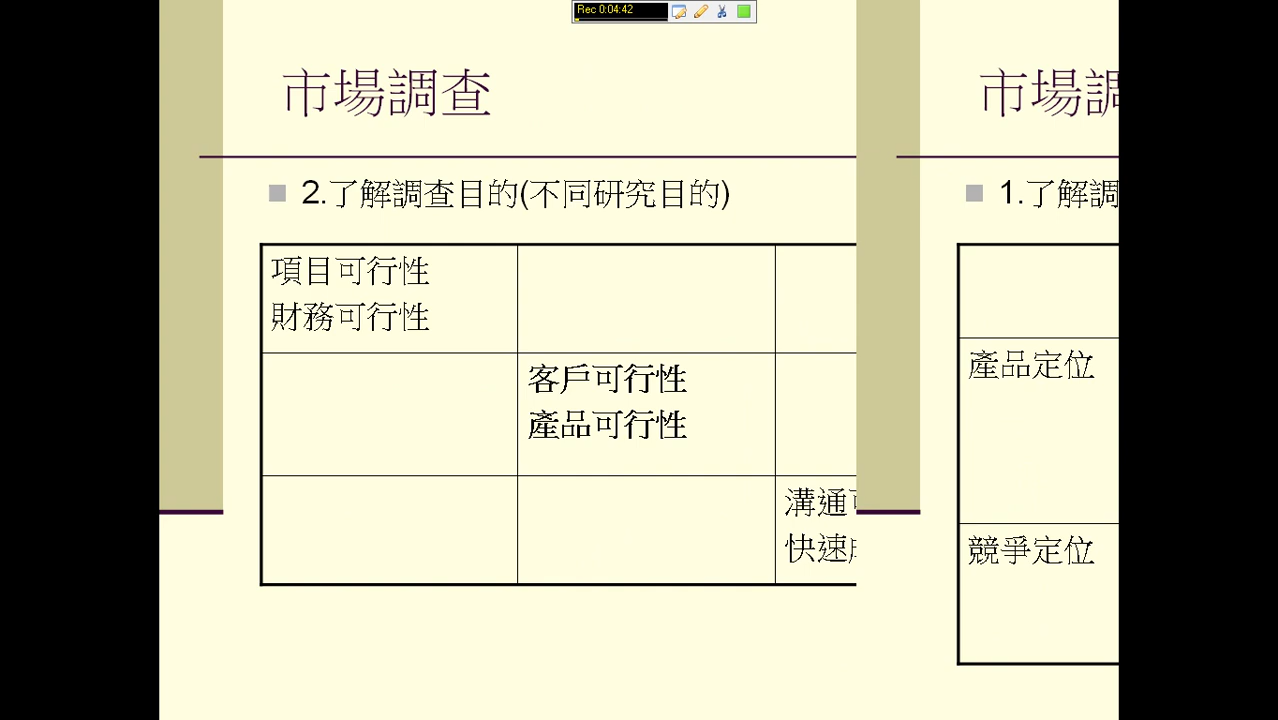 Rec 0:04:42
市場調查
2.了解調查目的(不同研究目的)
項目可行性
財務可行性
客戶可行性
產品可行性
溝通
快速
市場調
1.了解調
產品定位
競爭定位